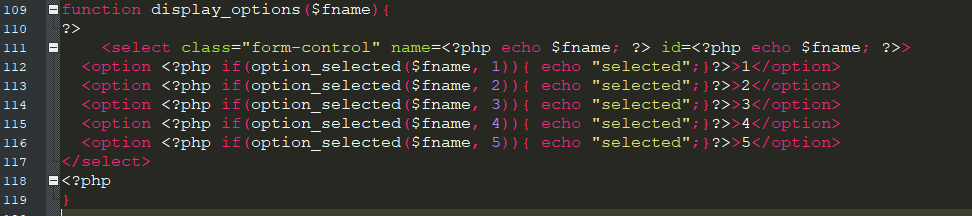 109 function display_options($fname){
110 ?>
111 <select class="form-control" name=<?php echo $fname; ?> id=<?php echo $fname; ?>>
112 <option <?php if(option_selected($fname, 1)){ echo "selected";}?>>1</option>
113 <option <?php if(option_selected($fname, 2)){ echo "selected";}?>>2</option>
114 <option <?php if(option_selected($fname, 3)){ echo "selected";}?>>3</option>
115 <option <?php if(option_selected($fname, 4)){ echo "selected";}?>>4</option>
116 <option <?php if(option_selected($fname, 5)){ echo "selected";}?>>5</option>
117 </select>
118 <?php
119 }